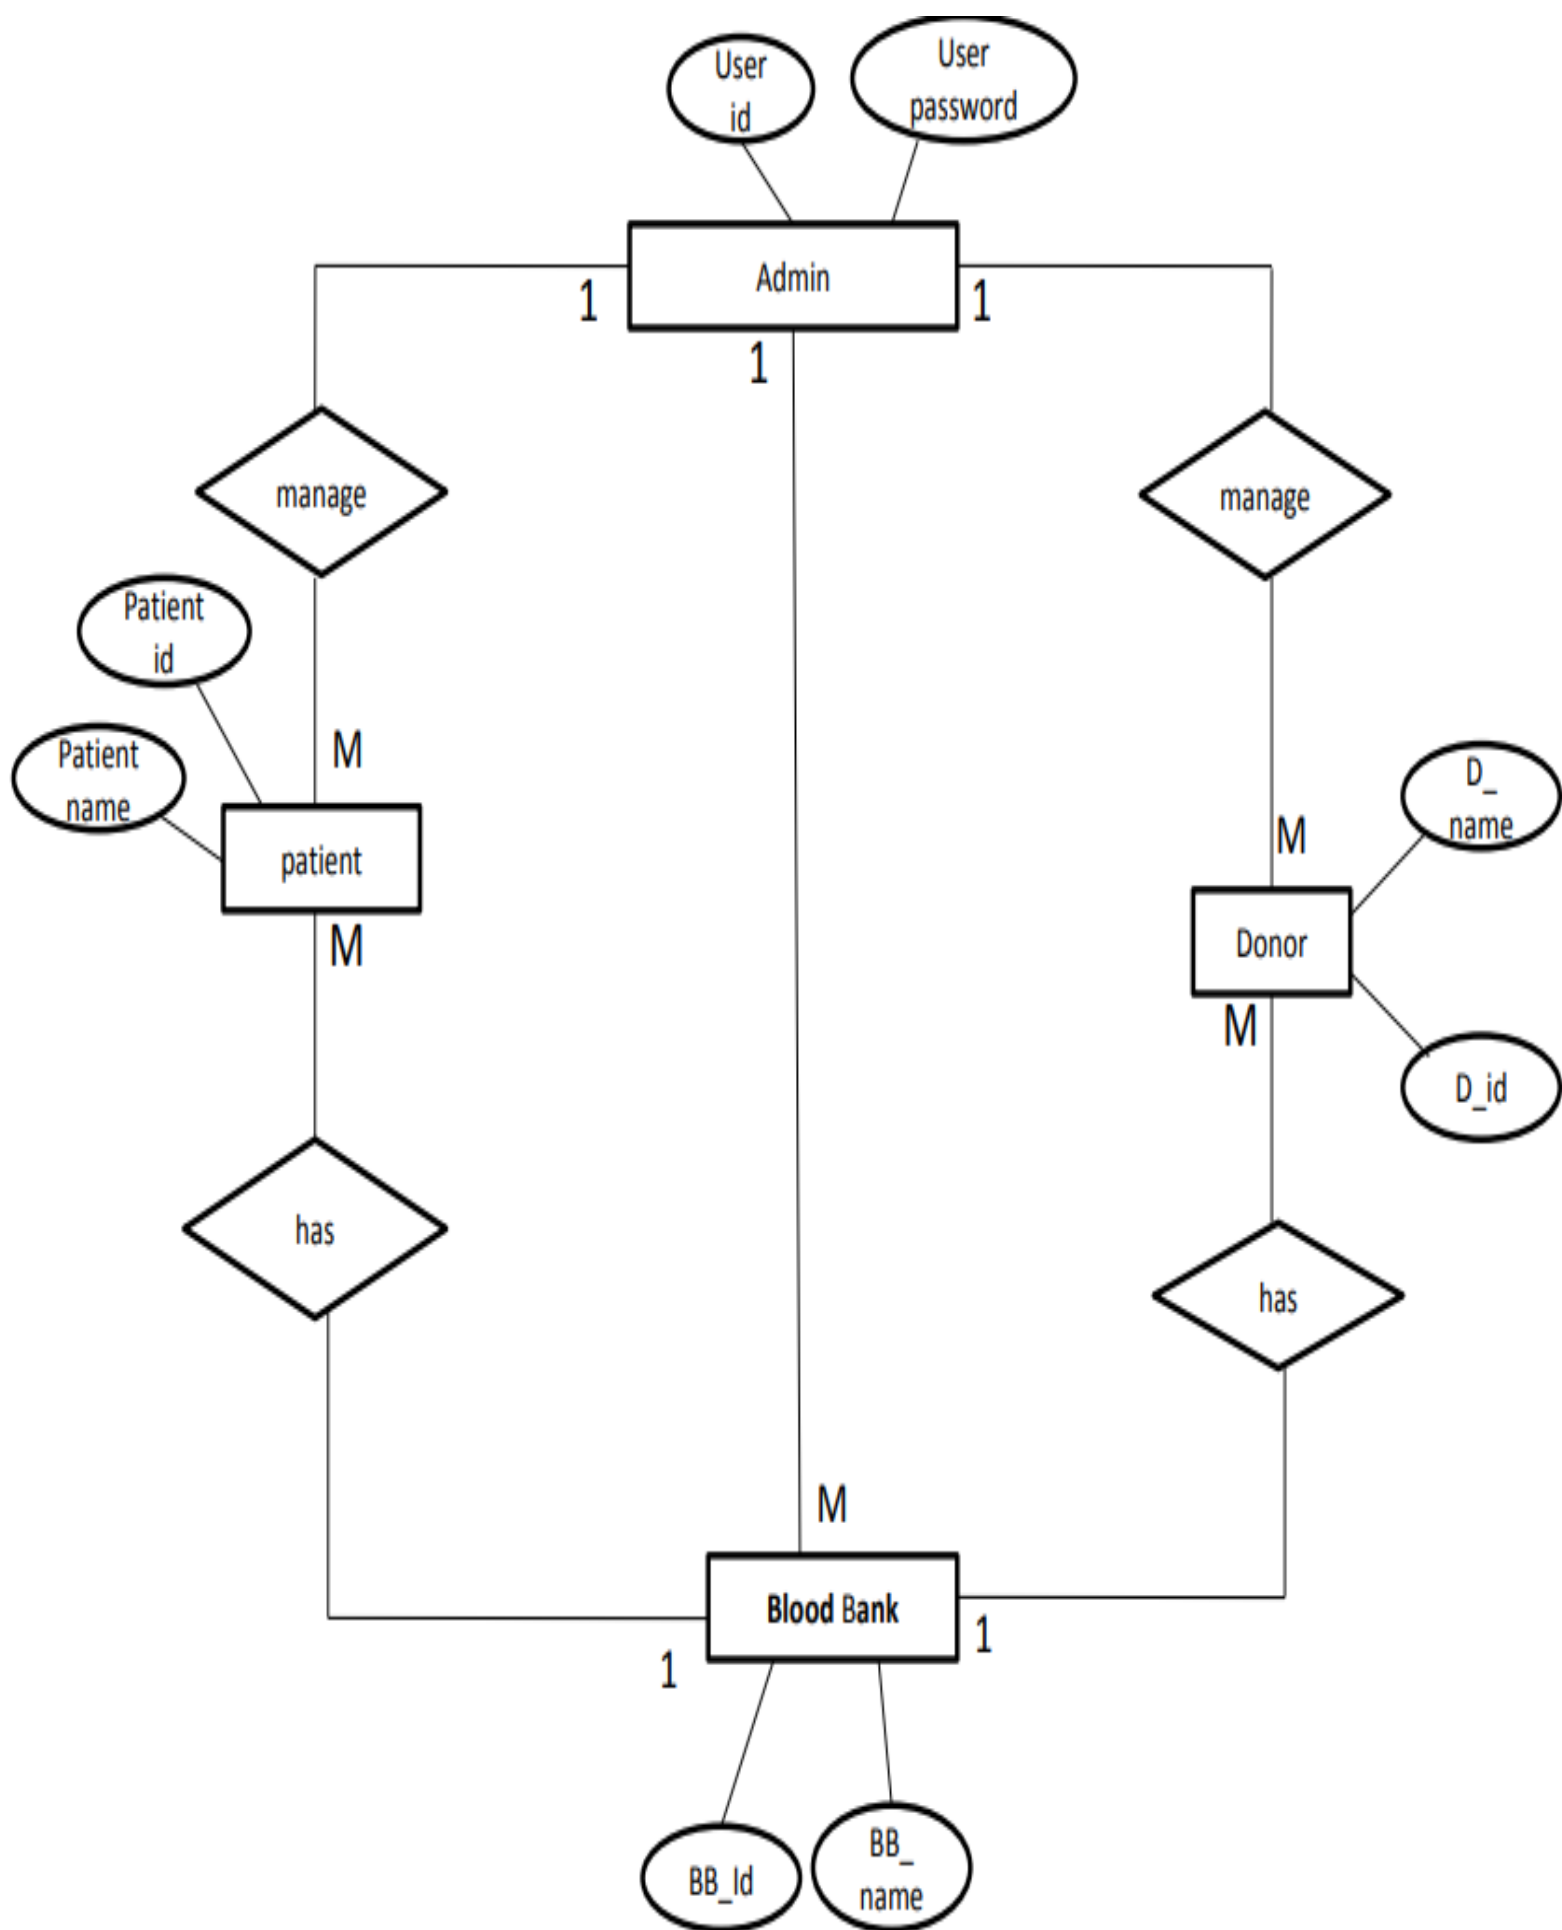 User
id
User
password
Admin
1
1
1
manage
manage
Patient
id
Patient
name
M
patient
M
D_
name
M
Donor
M
D_id
has
has
M
Blood Bank
1
1
BB_Id
BB_
name